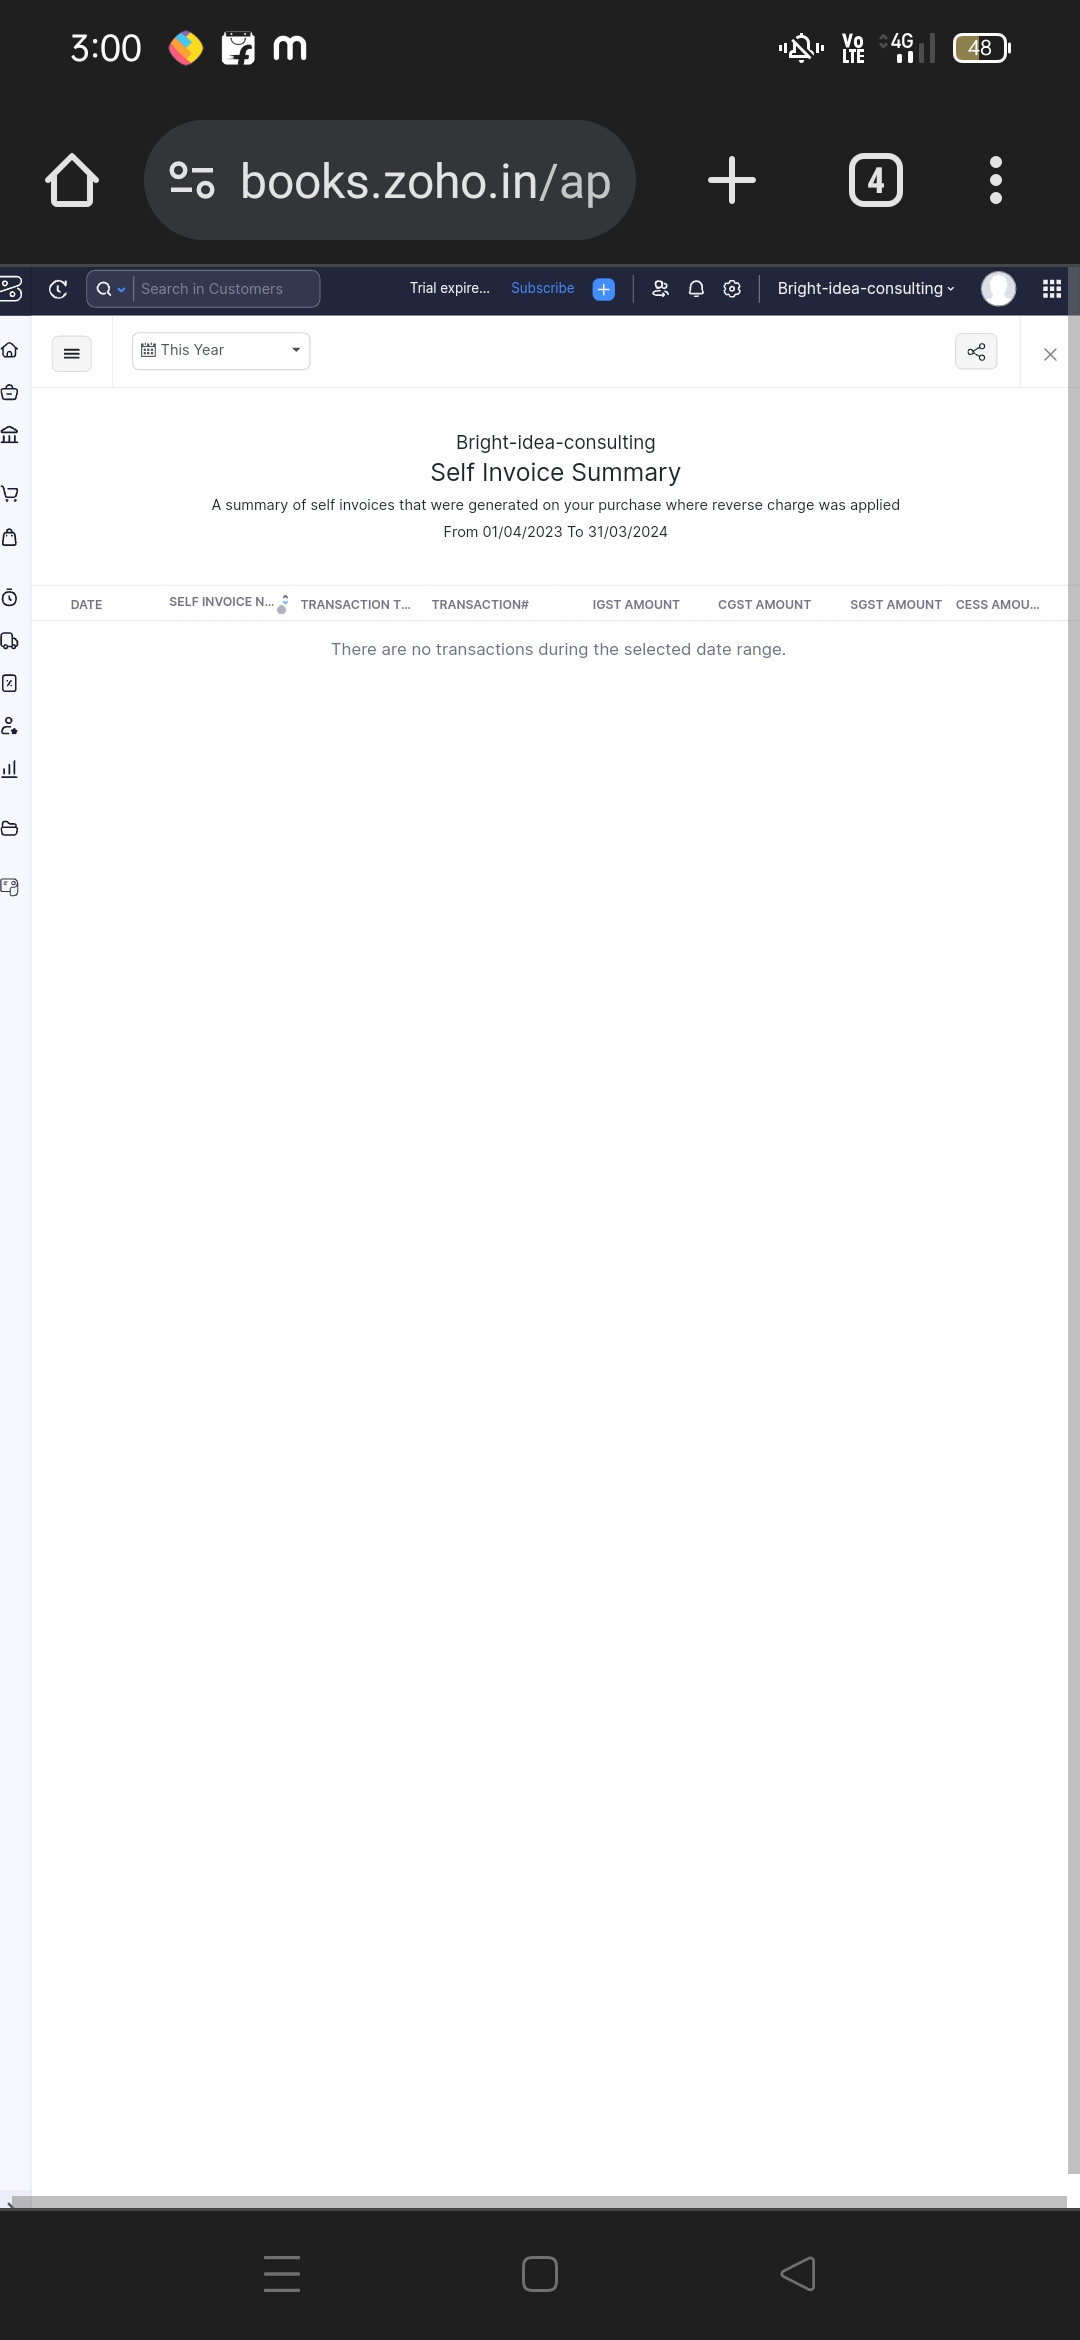 3:00
Vo LTE 4G 48
books.zoho.in/ap
4
Search in Customers
Trial expire... Subscribe
Bright-idea-consulting
This Year
Bright-idea-consulting
Self Invoice Summary
A summary of self invoices that were generated on your purchase where reverse charge was applied
From 01/04/2023 To 31/03/2024
DATE SELF INVOICE N... TRANSACTION T... TRANSACTION# IGST AMOUNT CGST AMOUNT SGST AMOUNT CESS AMOU...
There are no transactions during the selected date range.